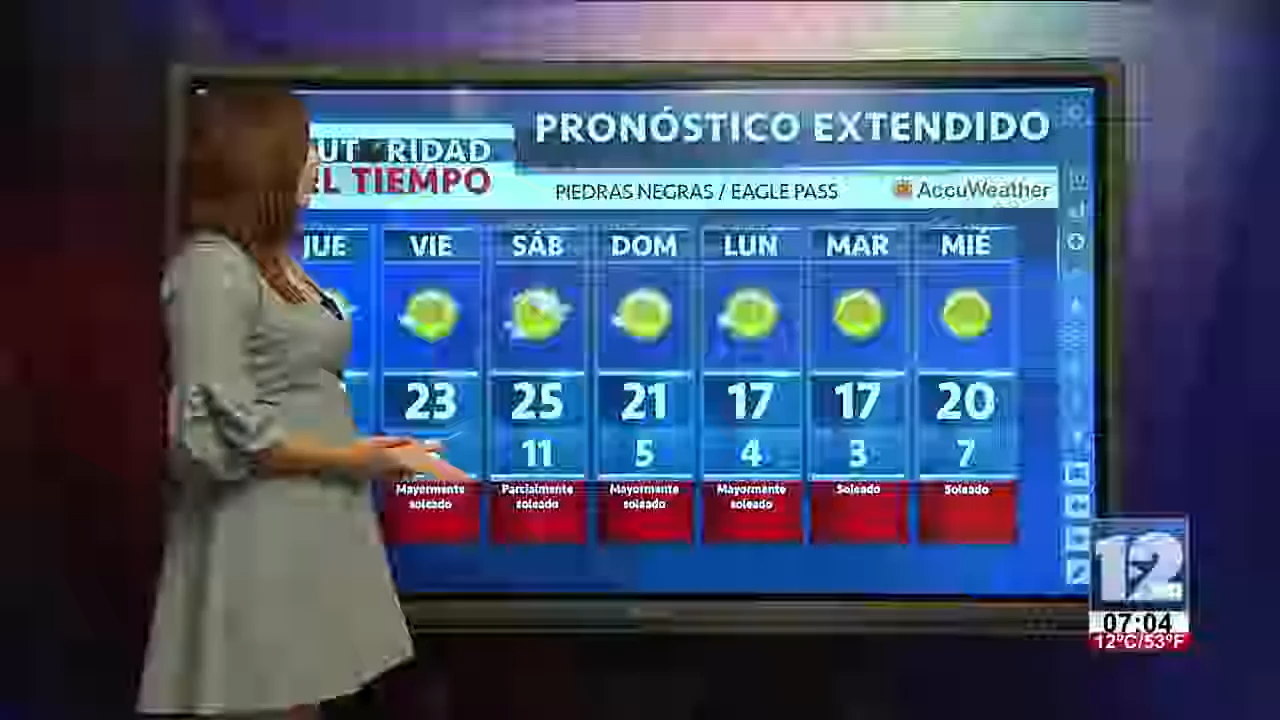 PRONÓSTICO EXTENDIDO
RIDAD
EL TIEMPO
PIEDRAS NEGRAS / EAGLE PASS
AccuWeather
JUE VIE SÁB DOM LUN MAR MIÉ
23 25 21 17 17 20
11 5 4 3 7
Mayormente soleado
Parcialmente soleado
Mayormente soleado
Mayormente soleado
Soleado
Soleado
12
07:04
12°C/53°F